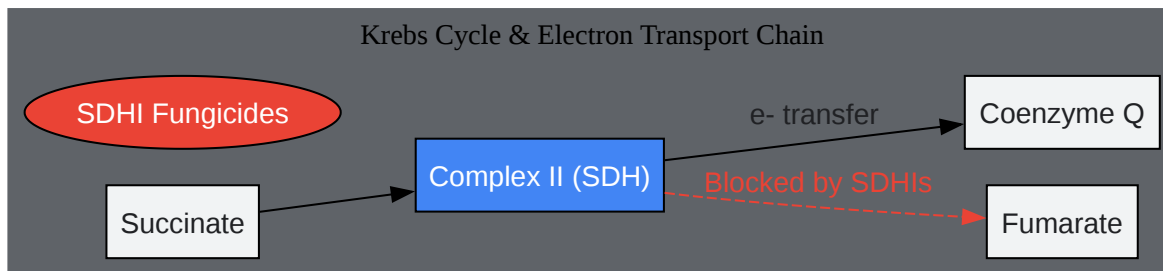 Krebs Cycle & Electron Transport Chain
SDHI Fungicides
e- transfer
Coenzyme Q
Complex II (SDH)
Blocked by SDHIs
Succinate
Fumarate